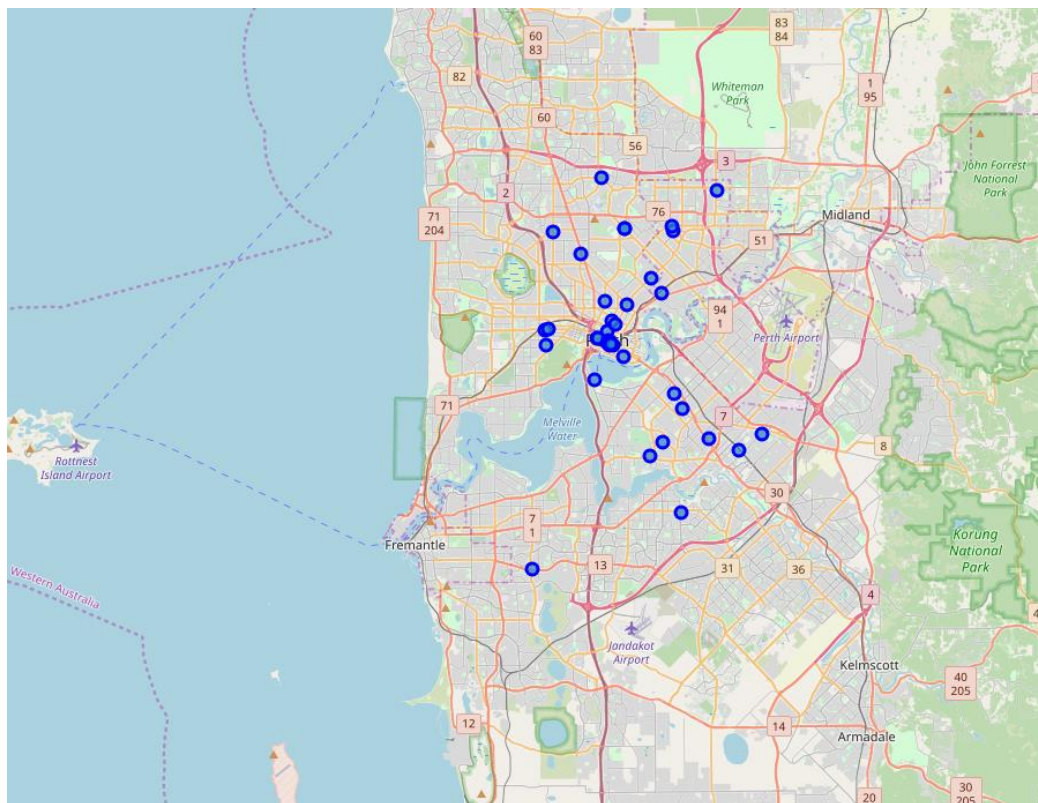 60
83
83
84
82
1
95
Whiteman
Park
60
56
3
John Forrest
National
Park
2
76
Midland
71
204
51
94
1
Perth Airport
71
7
Melville
Water
8
Rottnest
Island Airport
30
7
1
Korung
National
Park
Fremantle
13
31
36
Western Australia
4
Jandakot
Airport
Kelmscott
40
205
12
14
Armadale
30
205
20